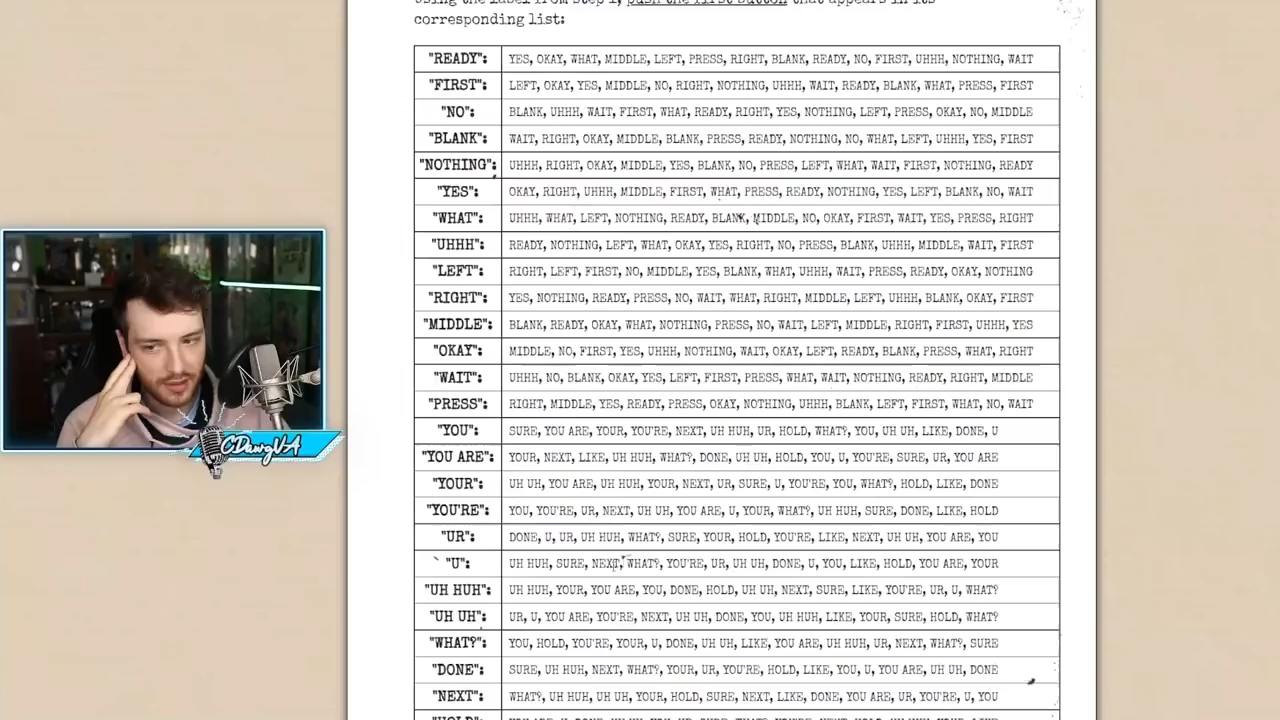 Using the label from step 1, push the first button that appears in its
corresponding list:
"READY": YES, OKAY, WHAT, MIDDLE, LEFT, PRESS, RIGHT, BLANK, READY, NO, FIRST, UHHH, NOTHING, WAIT
"FIRST": LEFT, OKAY, YES, MIDDLE, NO, RIGHT, NOTHING, UHHH, WAIT, READY, BLANK, WHAT, PRESS, FIRST
"NO": BLANK, UHHH, WAIT, FIRST, WHAT, READY, RIGHT, YES, NOTHING, LEFT, PRESS, OKAY, NO, MIDDLE
"BLANK": WAIT, RIGHT, OKAY, MIDDLE, BLANK, PRESS, READY, NOTHING, NO, WHAT, LEFT, UHHH, YES, FIRST
"NOTHING": UHHH, RIGHT, OKAY, MIDDLE, YES, BLANK, NO, PRESS, LEFT, WHAT, WAIT, FIRST, NOTHING, READY
"YES": OKAY, RIGHT, UHHH, MIDDLE, FIRST, WHAT, PRESS, READY, NOTHING, YES, LEFT, BLANK, NO, WAIT
"WHAT": UHHH, WHAT, LEFT, NOTHING, READY, BLANK, MIDDLE, NO, OKAY, FIRST, WAIT, YES, PRESS, RIGHT
"UHHH": READY, NOTHING, LEFT, WHAT, OKAY, YES, RIGHT, NO, PRESS, BLANK, UHHH, MIDDLE, WAIT, FIRST
"LEFT": RIGHT, LEFT, FIRST, NO, MIDDLE, YES, BLANK, WHAT, UHHH, WAIT, PRESS, READY, OKAY, NOTHING
"RIGHT": YES, NOTHING, READY, PRESS, NO, WAIT, WHAT, RIGHT, MIDDLE, LEFT, UHHH, BLANK, OKAY, FIRST
"MIDDLE": BLANK, READY, OKAY, WHAT, NOTHING, PRESS, NO, WAIT, LEFT, MIDDLE, RIGHT, FIRST, UHHH, YES
"OKAY": MIDDLE, NO, FIRST, YES, UHHH, NOTHING, WAIT, OKAY, LEFT, READY, BLANK, PRESS, WHAT, RIGHT
"WAIT": UHHH, NO, BLANK, OKAY, YES, LEFT, FIRST, PRESS, WHAT, WAIT, NOTHING, READY, RIGHT, MIDDLE
"PRESS": RIGHT, MIDDLE, YES, READY, PRESS, OKAY, NOTHING, UHHH, BLANK, LEFT, FIRST, WHAT, NO, WAIT
"YOU": SURE, YOU ARE, YOUR, YOU'RE, NEXT, UH HUH, UR, HOLD, WHAT?, YOU, UH UH, LIKE, DONE, U
"YOU ARE": YOUR, NEXT, LIKE, UH HUH, WHAT?, DONE, UH UH, HOLD, YOU, U, YOU'RE, SURE, UR, YOU ARE
"YOUR": UH UH, YOU ARE, UH HUH, YOUR, NEXT, UR, SURE, U, YOU'RE, YOU, WHAT?, HOLD, LIKE, DONE
"YOU'RE": YOU, YOU'RE, UR, NEXT, UH UH, YOU ARE, U, YOUR, WHAT?, UH HUH, SURE, DONE, LIKE, HOLD
"UR": DONE, U, UR, UH HUH, WHAT?, SURE, YOUR, HOLD, YOU'RE, LIKE, NEXT, UH UH, YOU ARE, YOU
"U": UH HUH, SURE, NEXT, WHAT?, YOU'RE, UR, UH UH, DONE, U, YOU, LIKE, HOLD, YOU ARE, YOUR
"UH HUH": UH HUH, YOUR, YOU ARE, YOU, DONE, HOLD, UH UH, NEXT, SURE, LIKE, YOU'RE, UR, U, WHAT?
"UH UH": UR, U, YOU ARE, YOU'RE, NEXT, UH UH, DONE, YOU, UH HUH, LIKE, YOUR, SURE, HOLD, WHAT?
"WHAT?": YOU, HOLD, YOU'RE, YOUR, U, DONE, UH UH, LIKE, YOU ARE, UH HUH, UR, NEXT, WHAT?, SURE
"DONE": SURE, UH HUH, NEXT, WHAT?, YOUR, UR, YOU'RE, HOLD, LIKE, YOU, U, YOU ARE, UH UH, DONE
"NEXT": WHAT?, UH HUH, UH UH, YOUR, HOLD, SURE, NEXT, LIKE, DONE, YOU ARE, UR, YOU'RE, U, YOU
"HOLD": YOU ARE, U, DONE, UH UH, YOU, UR, SURE, WHAT?, YOU'RE, NEXT, HOLD, UH HUH, YOUR, LIKE
CDawgVA